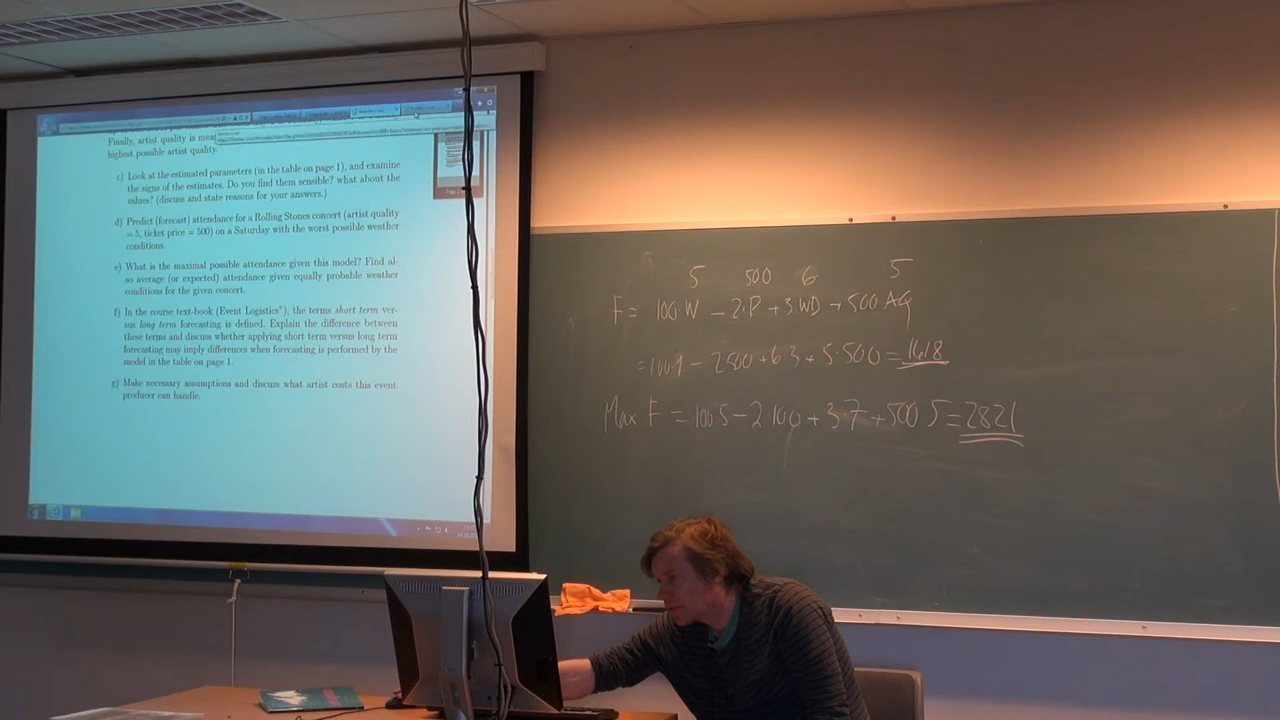 Finally, artist quality is
highest possible artist quality.
c) Look at the estimated parameters (in the table on page 1), and examine
the signs of the estimates. Do you find them sensible? what about the
values? (discuss and state reasons for your answers.)
d) Predict (forecast) attendance for a Rolling Stones concert (artist quality
= 5, ticket price = 500) on a Saturday with the worst possible weather
conditions.
e) What is the maximal possible attendance given this model? Find al-
so average (or expected) attendance given equally probable weather
conditions for the given concert.
f) In the course text-book (Event Logistics"), the terms short term ver-
sus long term forecasting is defined. Explain the difference between
these terms and discuss whether applying short term versus long term
forecasting may imply differences when forecasting is performed by the
model in the table on page 1.
g) Make necessary assumptions and discuss what artist costs this event
producer can handle.
5 500 6 5
F = 100·W - 2·P + 3·WD + 500·AQ
= 100·1 - 2·500 + 6·3 + 5·500 = 1618
Max F = 100·5 - 2·100 + 3·7 + 500·5 = 2821